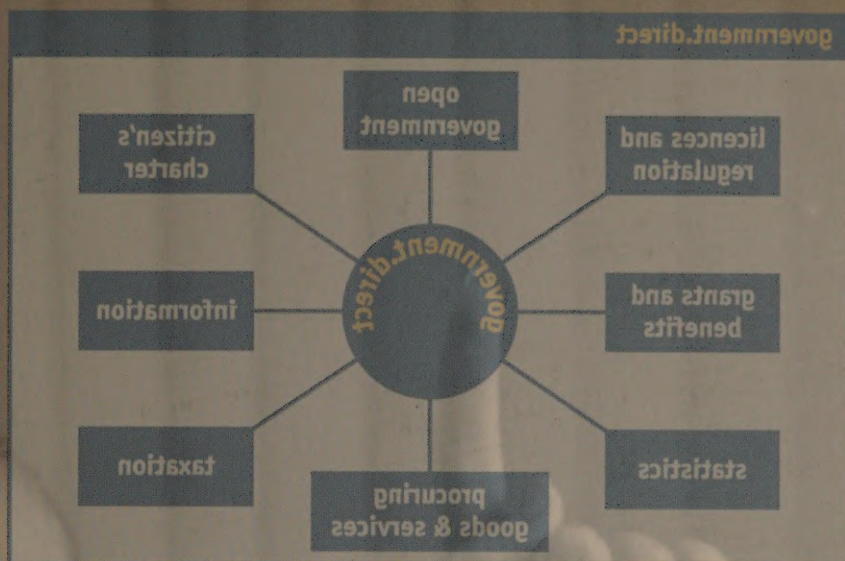 government.direct
open
government
licences and
regulation
citizen's
charter
government.direct
grants and
benefits
information
statistics
taxation
procuring
goods & services